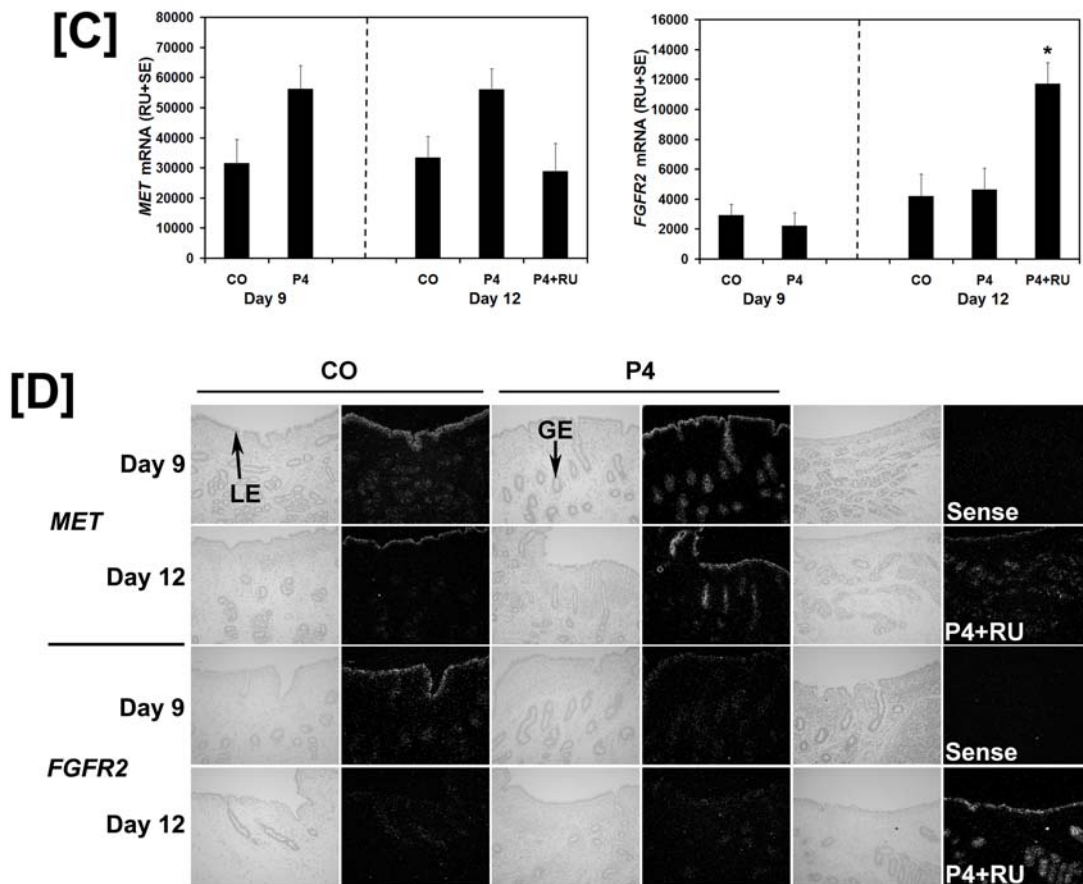 [C]
MET mRNA (RU+SE)
80000
70000
60000
50000
40000
30000
20000
10000
0
CO P4 CO P4 P4+RU
Day 9 Day 12
FGFR2 mRNA (RU+SE)
16000
14000
12000
10000
8000
6000
4000
2000
0
*
CO P4 CO P4 P4+RU
Day 9 Day 12
[D]
CO P4
MET
Day 9
LE
GE
Sense
Day 12
P4+RU
FGFR2
Day 9
Sense
Day 12
P4+RU